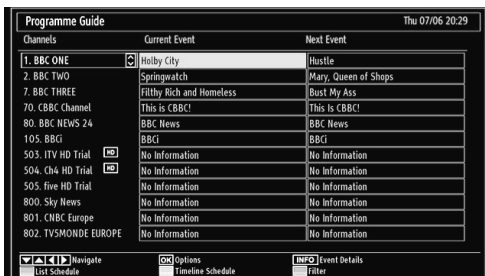 Programme Guide Thu 07/06 20:29
Channels Current Event Next Event
1. BBC ONE Holby City Hustle
2. BBC TWO Springwatch Mary, Queen of Shops
7. BBC THREE Filthy Rich and Homeless Bust My Ass
70. CBBC Channel This is CBBC! This Is CBBC!
80. BBC NEWS 24 BBC News BBC News
105. BBCi BBCi BBCi
503. ITV HD Trial HD No Information No Information
504. Ch4 HD Trial HD No Information No Information
505. five HD Trial No Information No Information
800. Sky News No Information No Information
801. CNBC Europe No Information No Information
802. TV5MONDE EUROPE No Information No Information
Navigate OK Options INFO Event Details
List Schedule Timeline Schedule Filter